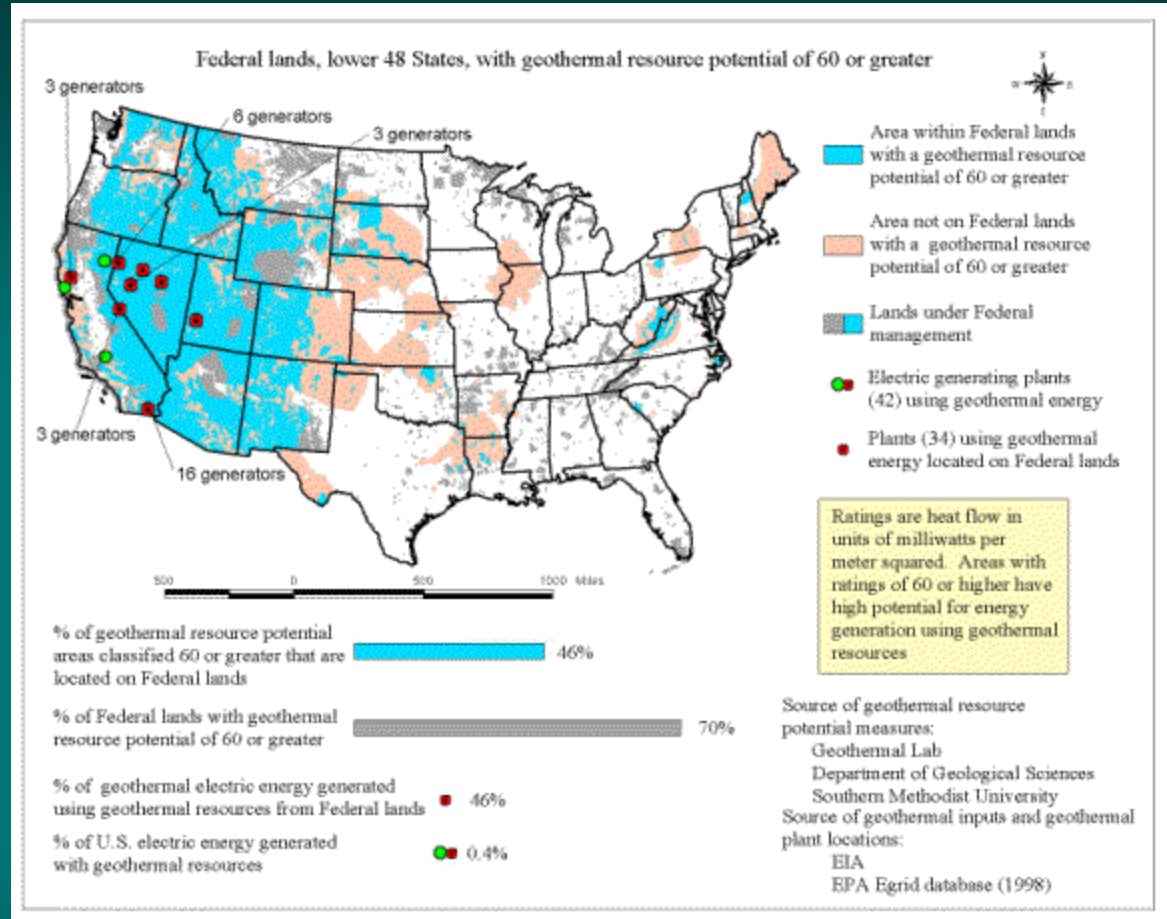 Federal lands, lower 48 States, with geothermal resource potential of 60 or greater
3 generators
6 generators
3 generators
3 generators
16 generators
N
W
E
Area within Federal lands
with a geothermal resource
potential of 60 or greater
Area not on Federal lands
with a geothermal resource
potential of 60 or greater
Lands under Federal
management
Electric generating plants
(42) using geothermal energy
Plants (34) using geothermal
energy located on Federal lands
Ratings are heat flow in
units of milliwatts per
meter squared. Areas with
ratings of 60 or higher have
high potential for energy
generation using geothermal
resources
500 0 500 1000 Miles
% of geothermal resource potential
areas classified 60 or greater that are
located on Federal lands
46%
% of Federal lands with geothermal
resource potential of 60 or greater
70%
% of geothermal electric energy generated
using geothermal resources from Federal lands
46%
% of U.S. electric energy generated
with geothermal resources
0.4%
Source of geothermal resource
potential measures:
Geothermal Lab
Department of Geological Sciences
Southern Methodist University
Source of geothermal inputs and geothermal
plant locations:
EIA
EPA Egrid database (1998)